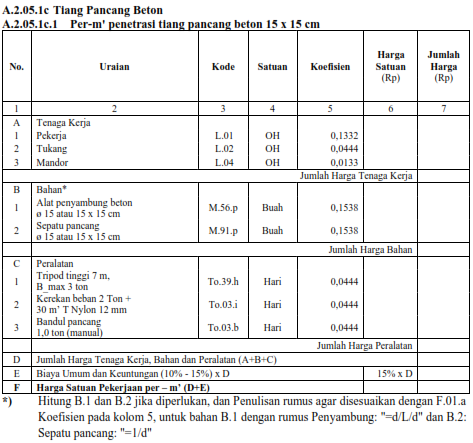 A.2.05.1c Tiang Pancang Beton
A.2.05.1c.1 Per-m' penetrasi tiang pancang beton 15 x 15 cm
No. Uraian Kode Satuan Koefisien Harga Satuan (Rp) Jumlah Harga (Rp)
1 2 3 4 5 6 7
A Tenaga Kerja
1 Pekerja L.01 OH 0,1332
2 Tukang L.02 OH 0,0444
3 Mandor L.04 OH 0,0133
Jumlah Harga Tenaga Kerja
B Bahan*
1 Alat penyambung beton ø 15 atau 15 x 15 cm M.56.p Buah 0,1538
2 Sepatu pancang ø 15 atau 15 x 15 cm M.91.p Buah 0,1538
Jumlah Harga Bahan
C Peralatan
1 Tripod tinggi 7 m, B_max 3 ton To.39.h Hari 0,0444
2 Kerekan beban 2 Ton + 30 m' T Nylon 12 mm To.03.i Hari 0,0444
3 Bandul pancang 1,0 ton (manual) To.03.b Hari 0,0444
Jumlah Harga Peralatan
D Jumlah Harga Tenaga Kerja, Bahan dan Peralatan (A+B+C)
E Biaya Umum dan Keuntungan (10% - 15%) x D 15% x D
F Harga Satuan Pekerjaan per – m' (D+E)
*) Hitung B.1 dan B.2 jika diperlukan, dan Penulisan rumus agar disesuaikan dengan F.01.a
Koefisien pada kolom 5, untuk bahan B.1 dengan rumus Penyambung: "=d/L/d" dan B.2:
Sepatu pancang: "=1/d"